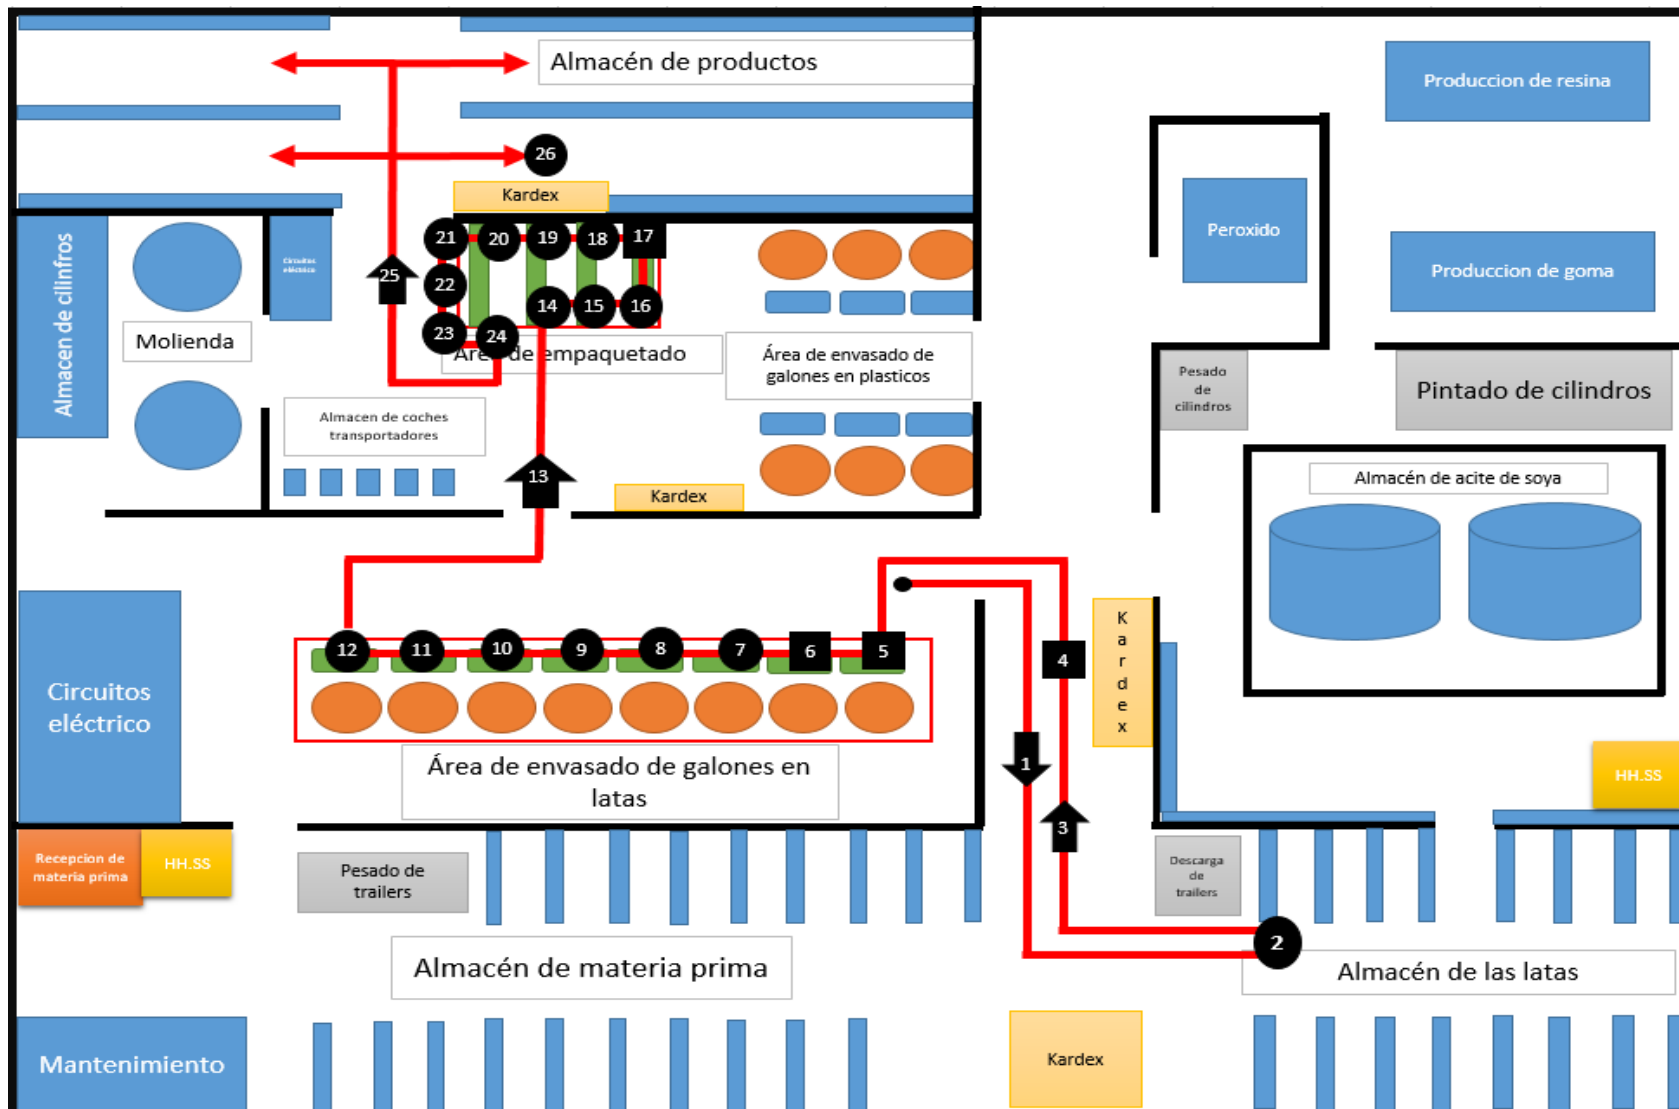 Almacén de productos
Produccion de resina
26
Kardex
Peroxido
Almacen de cilinfros
Circuitos
eléctrico
21
20
19
18
17
Produccion de goma
25
22
14
15
16
Molienda
23
24
Área de empaquetado
Área de envasado de
galones en plasticos
Pesado
de
cilindros
Pintado de cilindros
Almacen de coches
transportadores
13
Kardex
Almacén de acite de soya
Circuitos
eléctrico
12
11
10
9
8
7
6
5
4
Kardex
Área de envasado de galones en
latas
1
3
HH.SS
Recepcion de
materia prima
HH.SS
Pesado de
trailers
Descarga
de
trailers
2
Almacén de materia prima
Almacén de las latas
Mantenimiento
Kardex